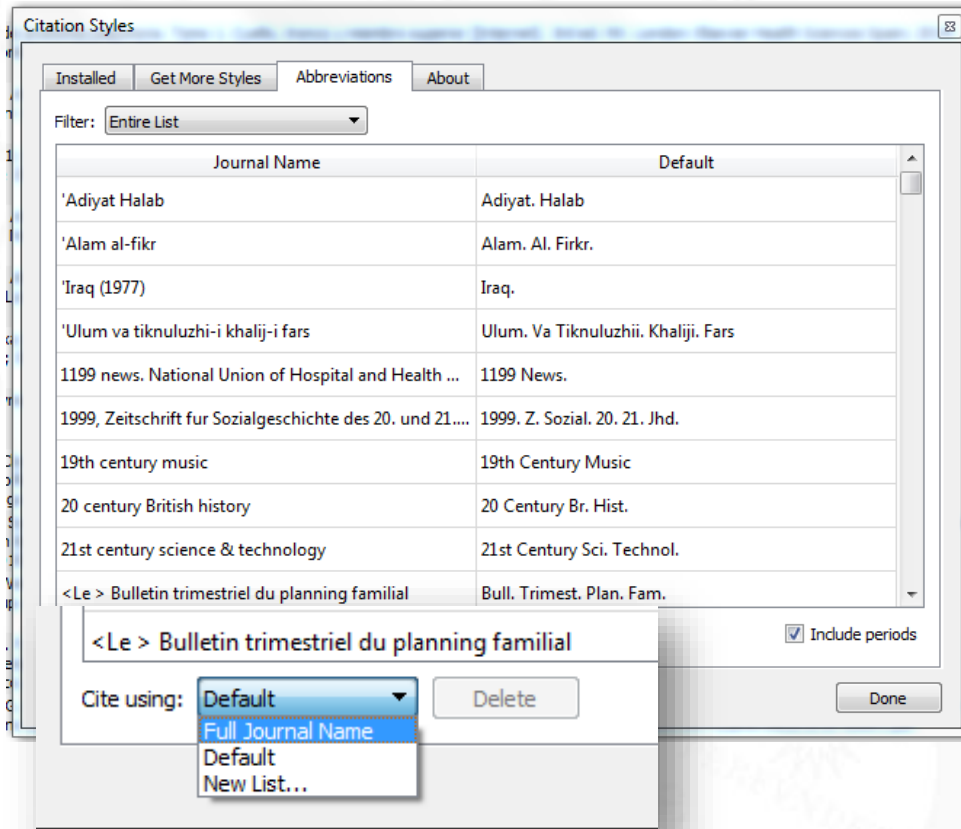 Citation Styles
Installed Get More Styles Abbreviations About
Filter: Entire List
Journal Name Default
'Adiyat Halab Adiyat. Halab
'Alam al-fikr Alam. Al. Firkr.
'Iraq (1977) Iraq.
'Ulum va tiknuluzhi-i khalij-i fars Ulum. Va Tiknuluzhii. Khaliji. Fars
1199 news. National Union of Hospital and Health ... 1199 News.
1999, Zeitschrift fur Sozialgeschichte des 20. und 21.... 1999. Z. Sozial. 20. 21. Jhd.
19th century music 19th Century Music
20 century British history 20 Century Br. Hist.
21st century science & technology 21st Century Sci. Technol.
<Le > Bulletin trimestriel du planning familial Bull. Trimest. Plan. Fam.
Include periods
<Le > Bulletin trimestriel du planning familial
Cite using: Default Delete
Done
Full Journal Name
Default
New List...